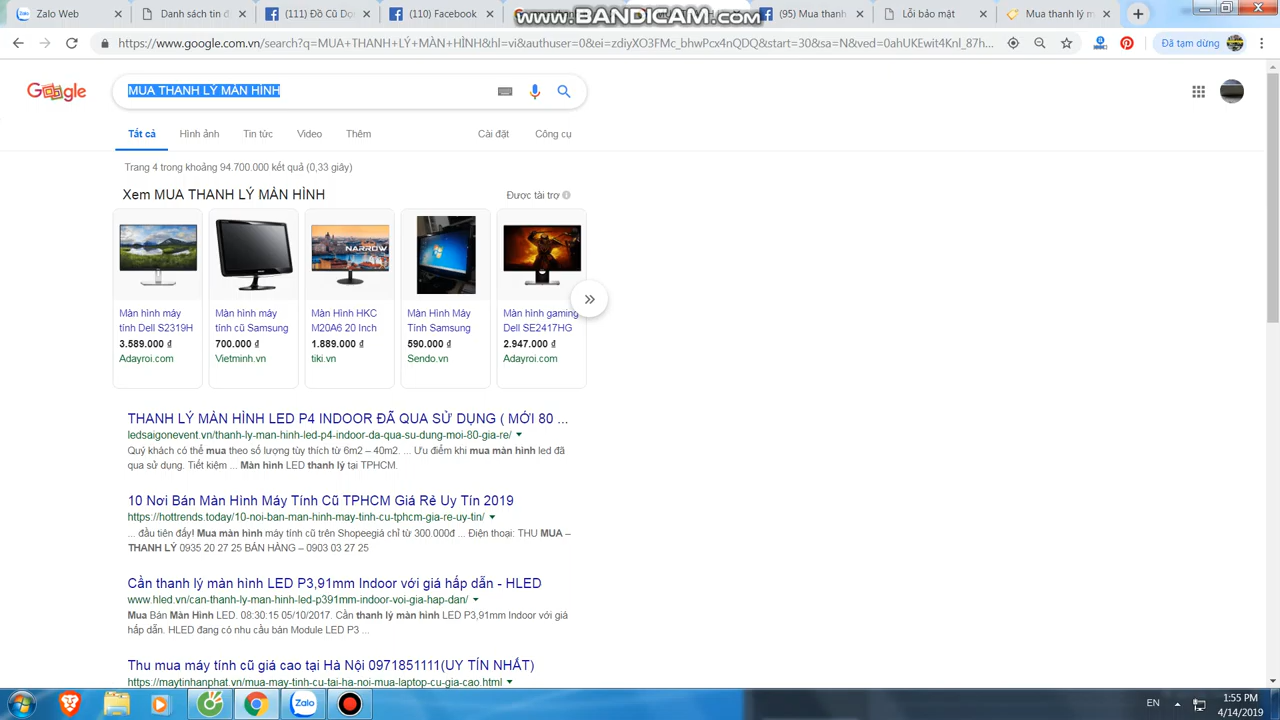 Zalo Web
Danh sách tin đ
(111) Đồ Cũ Do
(110) Facebook
www.BANDICAM.com
(95) Mua thanh
Lỗi bảo mật
Mua thanh lý m
https://www.google.com.vn/search?q=MUA+THANH+LÝ+MÀN+HÌNH&hl=vi&authuser=0&ei=zdiyXO3FMc_bhwPcx4nQDQ&start=30&sa=N&ved=0ahUKEwit4Knl_87h...
Đã tạm dừng
Google
MUA THANH LÝ MÀN HÌNH
Tất cả
Hình ảnh
Tin tức
Video
Thêm
Cài đặt
Công cụ
Trang 4 trong khoảng 94.700.000 kết quả (0,33 giây)
Xem MUA THANH LÝ MÀN HÌNH
Được tài trợ
NARROW
Màn hình máy
tính Dell S2319H
3.589.000 ₫
Adayroi.com
Màn hình máy
tính cũ Samsung
700.000 ₫
Vietminh.vn
Màn Hình HKC
M20A6 20 Inch
1.889.000 ₫
tiki.vn
Màn Hình Máy
Tính Samsung
590.000 ₫
Sendo.vn
Màn hình gaming
Dell SE2417HG
2.947.000 ₫
Adayroi.com
THANH LÝ MÀN HÌNH LED P4 INDOOR ĐÃ QUA SỬ DỤNG ( MỚI 80 ...
ledsaigonevent.vn/thanh-ly-man-hinh-led-p4-indoor-da-qua-su-dung-moi-80-gia-re/
Quý khách có thể mua theo số lượng tùy thích từ 6m2 – 40m2. ... Ưu điểm khi mua màn hình led đã
qua sử dụng. Tiết kiệm ... Màn hình LED thanh lý tại TPHCM.
10 Nơi Bán Màn Hình Máy Tính Cũ TPHCM Giá Rẻ Uy Tín 2019
https://hottrends.today/10-noi-ban-man-hinh-may-tinh-cu-tphcm-gia-re-uy-tin/
... đầu tiên đấy! Mua màn hình máy tính cũ trên Shopeegiá chỉ từ 300.000đ ... Điện thoại: THU MUA –
THANH LÝ 0935 20 27 25 BÁN HÀNG – 0903 03 27 25
Cần thanh lý màn hình LED P3,91mm Indoor với giá hấp dẫn - HLED
www.hled.vn/can-thanh-ly-man-hinh-led-p391mm-indoor-voi-gia-hap-dan/
Mua Bán Màn Hình LED. 08:30:15 05/10/2017. Cần thanh lý màn hình LED P3,91mm Indoor với giá
hấp dẫn. HLED đang có nhu cầu bán Module LED P3 ...
Thu mua máy tính cũ giá cao tại Hà Nội 0971851111(UY TÍN NHẤT)
https://maytinhanphat.vn/mua-may-tinh-cu-tai-ha-noi-mua-laptop-cu-gia-cao.html
Zalo
EN
1:55 PM
4/14/2019